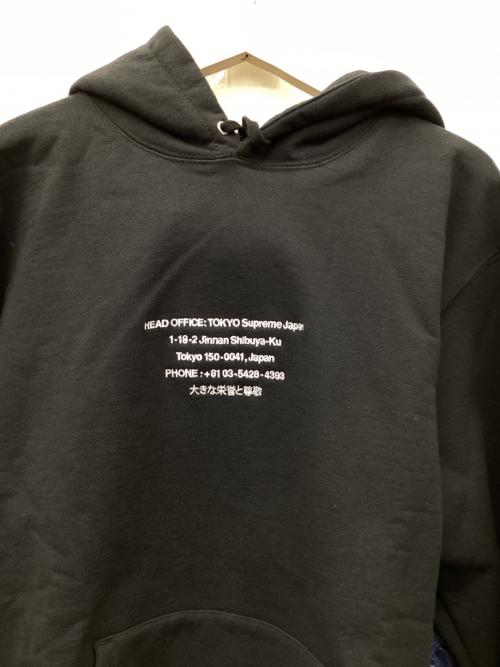 HEAD OFFICE: TOKYO Supreme Japan
1-18-2 Jinnan Shibuya-Ku
Tokyo 150-0041, Japan
PHONE : +81 03-5428-4393
大きな栄誉と尊敬